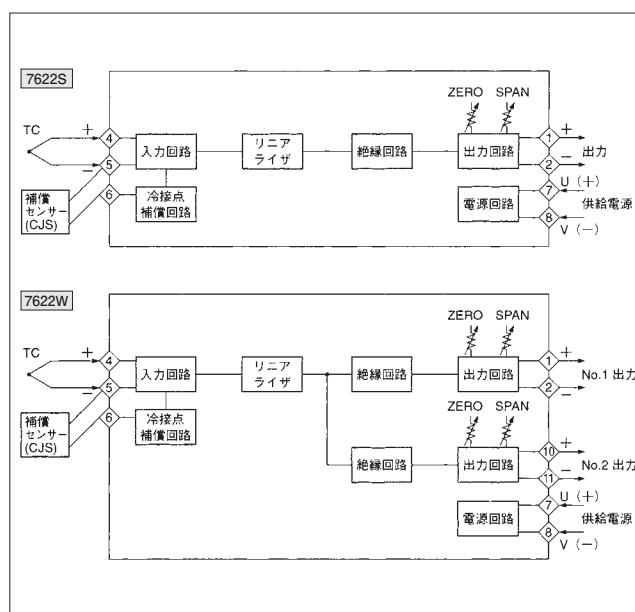 7622S
ZERO SPAN
TC
+
4
入力回路
リニア
ライザ
絶縁回路
出力回路
1
+
出力
−
5
2
−
6
冷接点
補償回路
補償
センサー
(CJS)
電源回路
7
U (+)
供給電源
8
V (−)
7622W
ZERO SPAN
TC
+
4
入力回路
リニア
ライザ
絶縁回路
出力回路
1
+
No.1 出力
−
5
2
−
6
冷接点
補償回路
補償
センサー
(CJS)
ZERO SPAN
絶縁回路
出力回路
10
+
No.2 出力
11
−
電源回路
7
U (+)
供給電源
8
V (−)